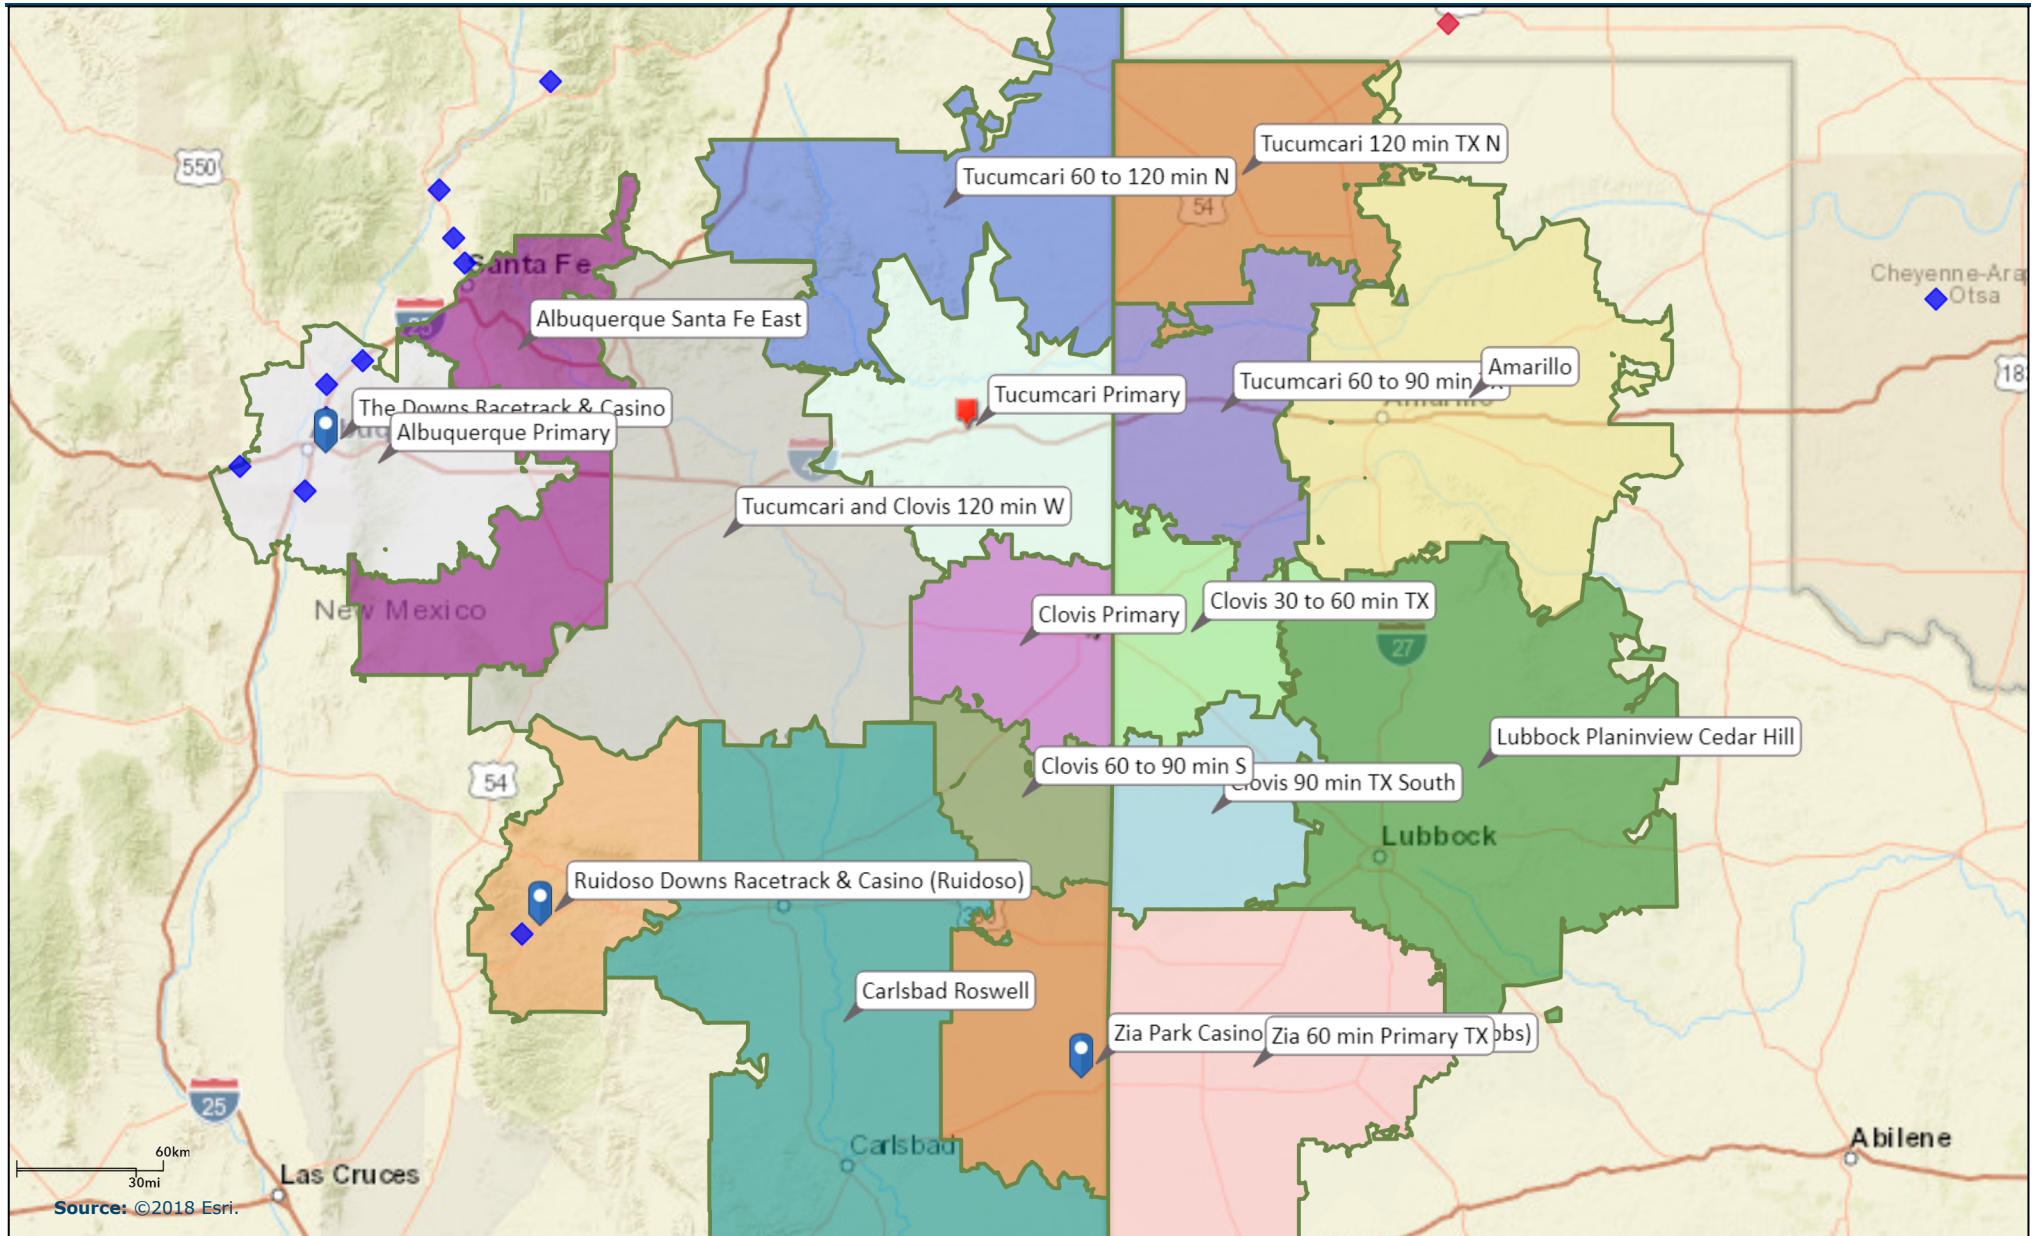 550
Tucumcari 120 min TX N
Tucumcari 60 to 120 min N
54
Santa Fe
Cheyenne-Ara
Otsa
25
Albuquerque Santa Fe East
Amarillo
Tucumcari 60 to 90 min
18
Tucumcari Primary
The Downs Racetrack & Casino
Albuquerque Primary
Tucumcari and Clovis 120 min W
New Mexico
Clovis Primary
Clovis 30 to 60 min TX
27
Lubbock Planinview Cedar Hill
Clovis 60 to 90 min S
Clovis 90 min TX South
54
Lubbock
Ruidoso Downs Racetrack & Casino (Ruidoso)
Carlsbad Roswell
Zia Park Casino
Zia 60 min Primary TX
obs)
25
Carlsbad
Abilene
60km
30mi
Las Cruces
Source: ©2018 Esri.